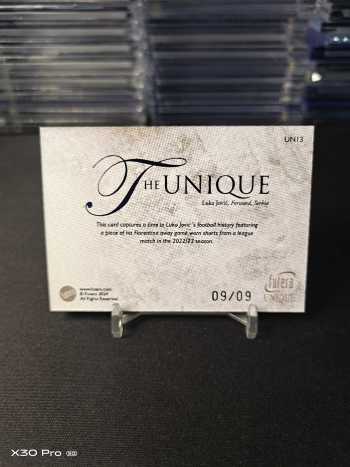 UN13
THE UNIQUE
Luka Jović, Forward, Serbia
This card captures a time in Luka Jović's football history featuring
a piece of his Fiorentina away game worn shorts from a league
match in the 2022/23 season.
www.futera.com
© Futera 2024
All Rights Reserved
09/09
futera
UNIQUE
X30 Pro